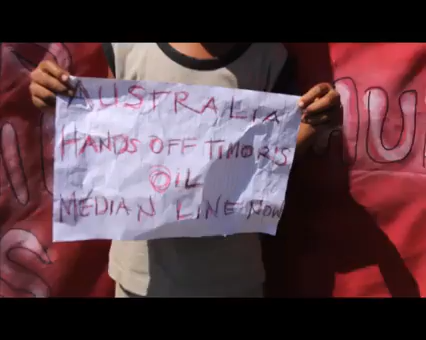 AUSTRALIA
HANDS OFF TIMOR'S
OIL
MEDIAN LINE NOW